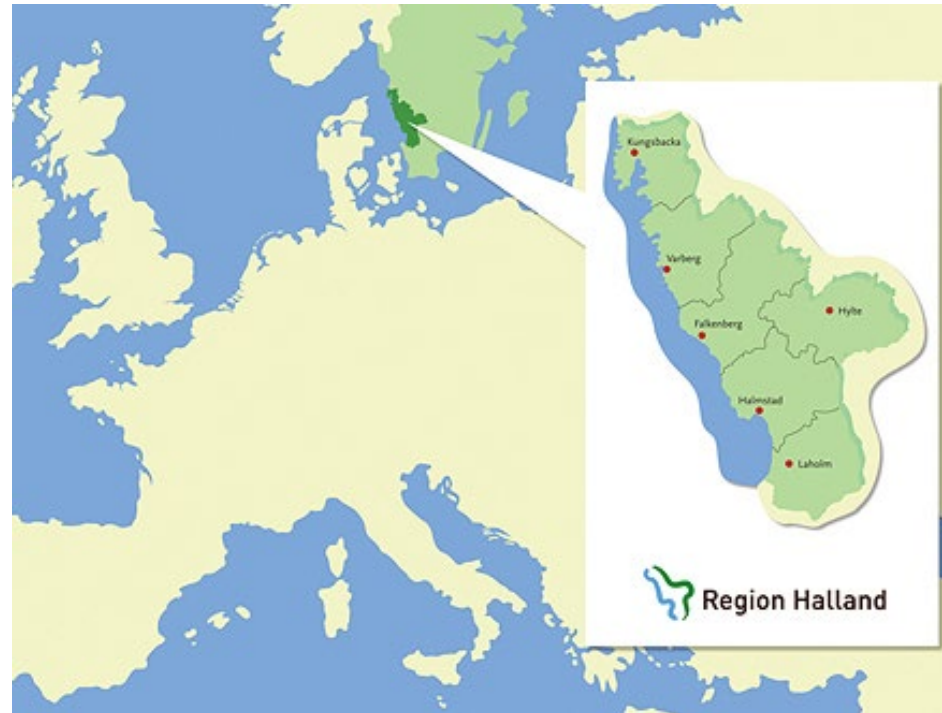 Kungsbacka
Varberg
Hylte
Falkenberg
Halmstad
Laholm
Region Halland